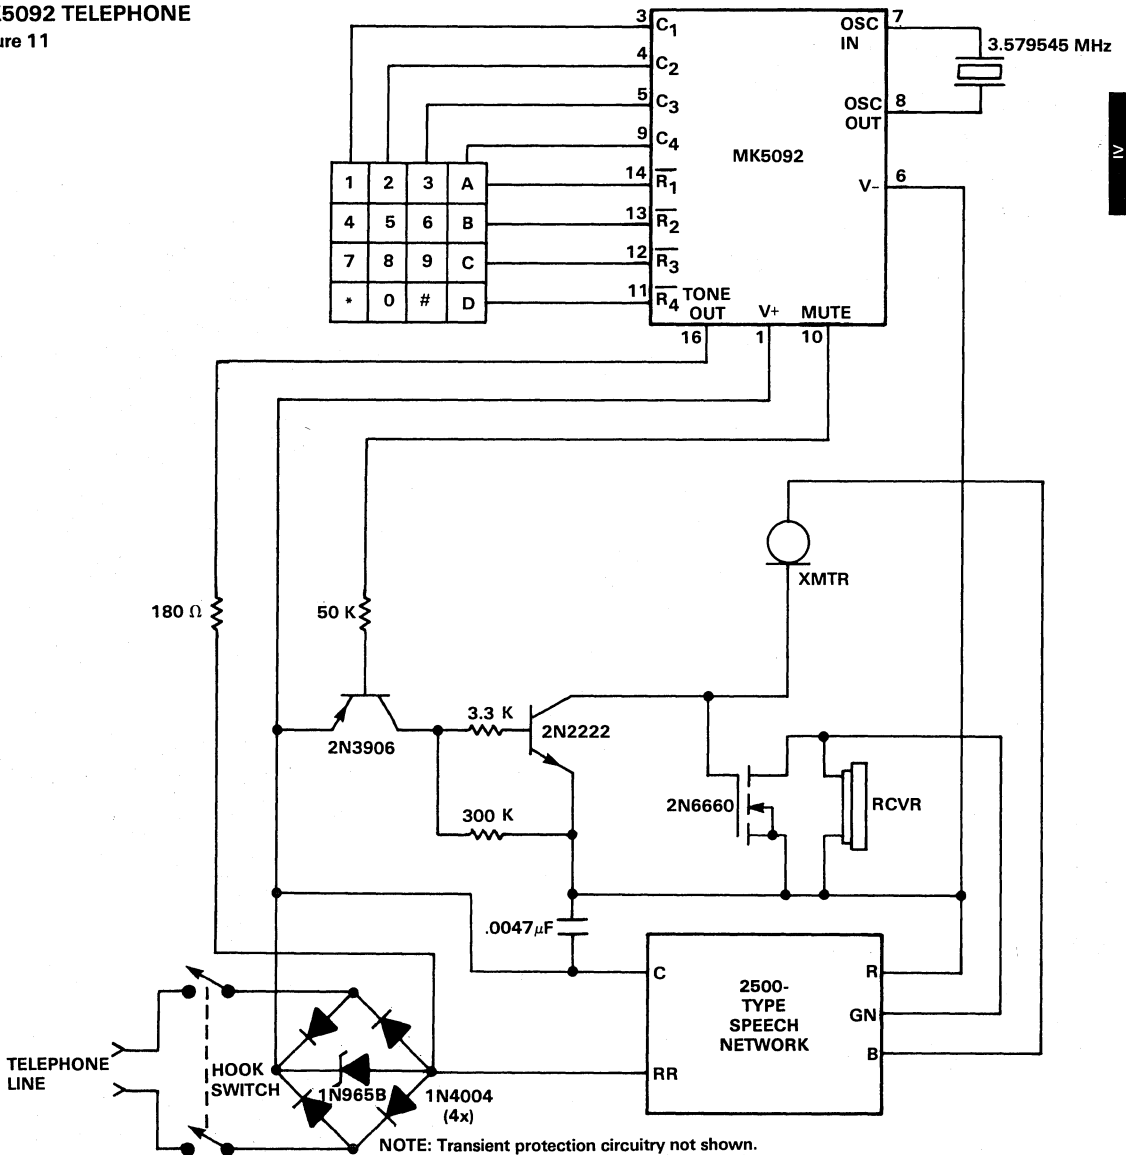 5092 TELEPHONE
ure 11
3 C1
4 C2
5 C3
9 C4
14 R1
13 R2
12 R3
11 R4
OSC IN 7
OSC OUT 8
V- 6
3.579545 MHz
MK5092
TONE OUT
V+
MUTE
16
1
10
IV
1 2 3 A
4 5 6 B
7 8 9 C
* 0 # D
XMTR
180 Ω
50 K
2N3906
3.3 K
2N2222
300 K
2N6660
RCVR
.0047µF
C
R
GN
B
RR
2500-
TYPE
SPEECH
NETWORK
TELEPHONE
LINE
HOOK
SWITCH
1N965B
1N4004
(4x)
NOTE: Transient protection circuitry not shown.